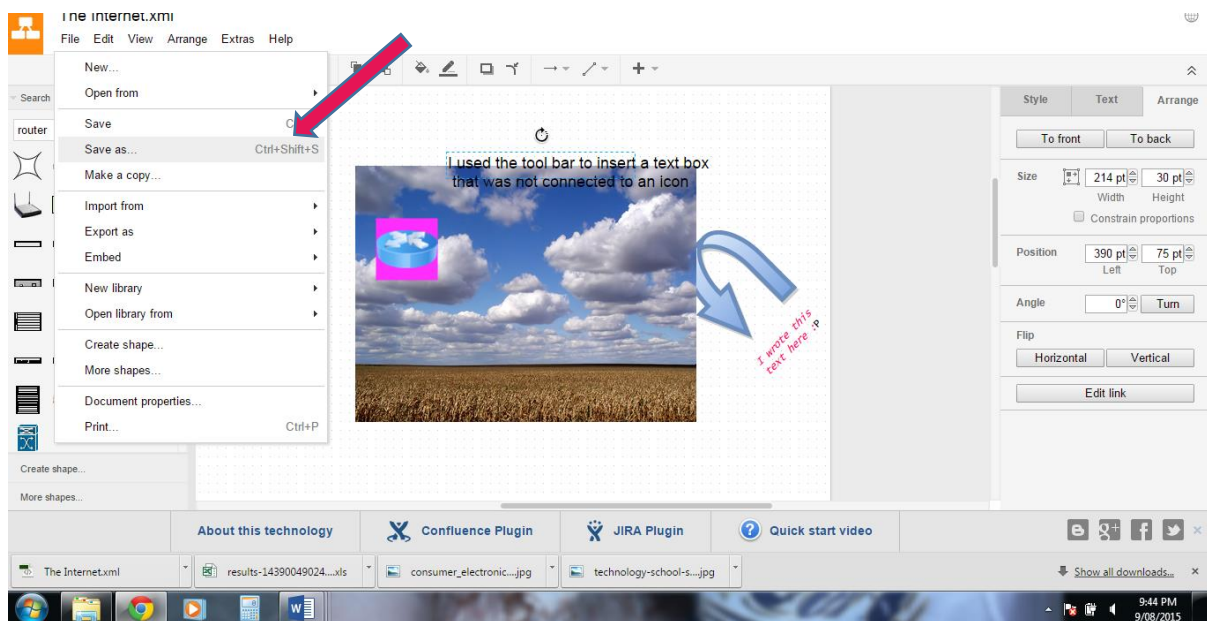 The Internet.xml
File Edit View Arrange Extras Help
New...
Open from
Save
Save as... Ctrl+Shift+S
Make a copy...
Import from
Export as
Embed
New library
Open library from
Create shape...
More shapes...
Document properties...
Print... Ctrl+P
Search
router
Create shape...
More shapes...
I used the tool bar to insert a text box
that was not connected to an icon
I wrote this
text here :P
Style Text Arrange
To front To back
Size 214 pt 30 pt
Width Height
Constrain proportions
Position 390 pt 75 pt
Left Top
Angle 0° Turn
Flip
Horizontal Vertical
Edit link
About this technology Confluence Plugin JIRA Plugin Quick start video
The Internet.xml results-14390049024....xls consumer_electronic....jpg technology-school-s....jpg Show all downloads...
9:44 PM
9/08/2015